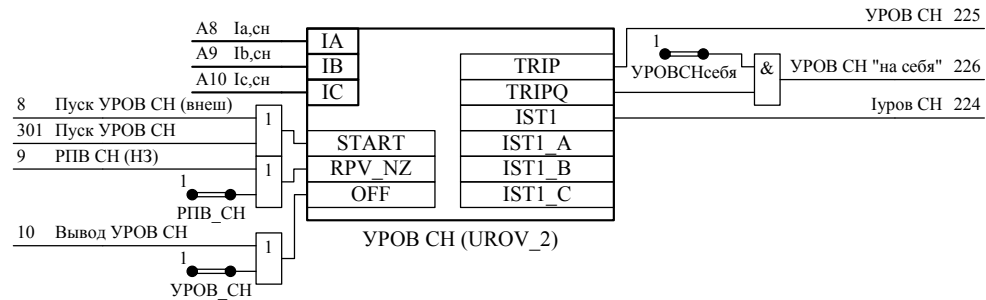 УРОВ СН 225
A8 Ia,сн
IA
1
A9 Ib,сн
IB
TRIP
УРОВСНсебя
&
УРОВ СН "на себя" 226
A10 Ic,сн
IC
TRIPQ
8 Пуск УРОВ СН (внеш)
1
IST1
Iуров СН 224
301 Пуск УРОВ СН
START
IST1_A
9 РПВ СН (НЗ)
1
RPV_NZ
IST1_B
1
OFF
IST1_C
РПВ_СН
10 Вывод УРОВ СН
1
УРОВ СН (UROV_2)
1
УРОВ_СН